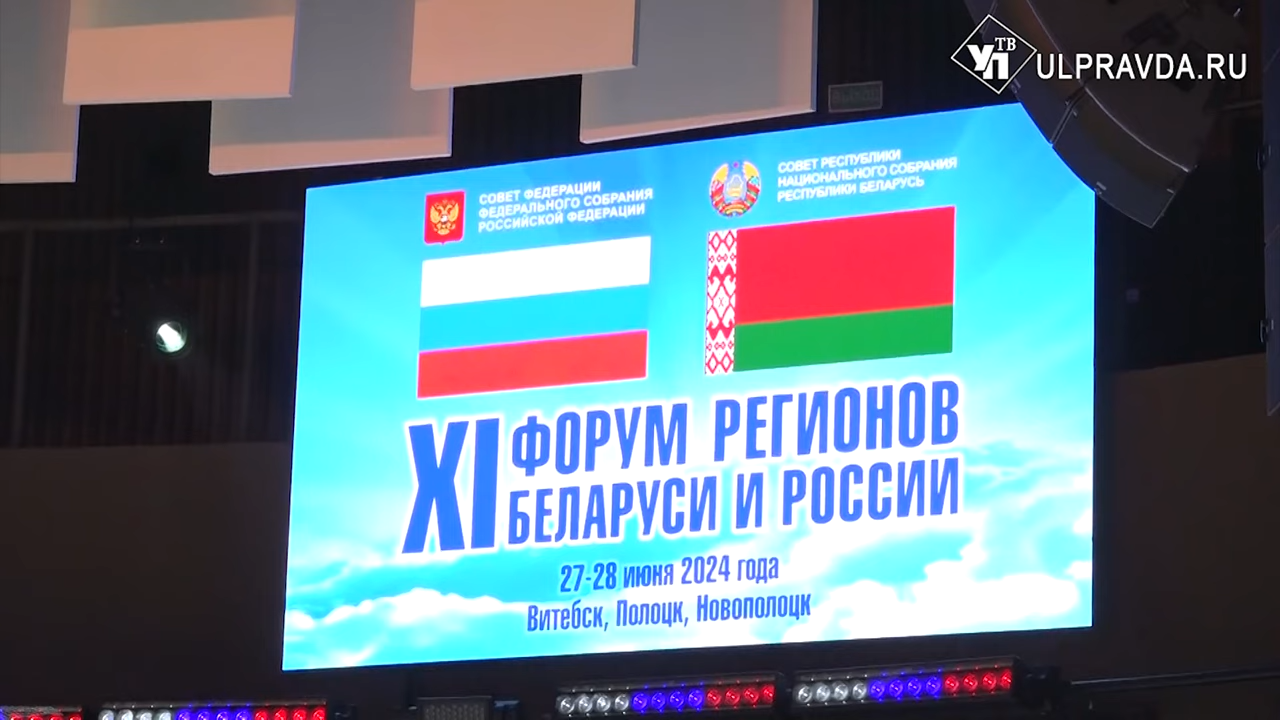 УП ТВ
ULPRAVDA.RU
СОВЕТ ФЕДЕРАЦИИ
ФЕДЕРАЛЬНОГО СОБРАНИЯ
РОССИЙСКОЙ ФЕДЕРАЦИИ
СОВЕТ РЕСПУБЛИКИ
НАЦИОНАЛЬНОГО СОБРАНИЯ
РЕСПУБЛИКИ БЕЛАРУСЬ
XI ФОРУМ РЕГИОНОВ
БЕЛАРУСИ И РОССИИ
27-28 июня 2024 года
Витебск, Полоцк, Новополоцк